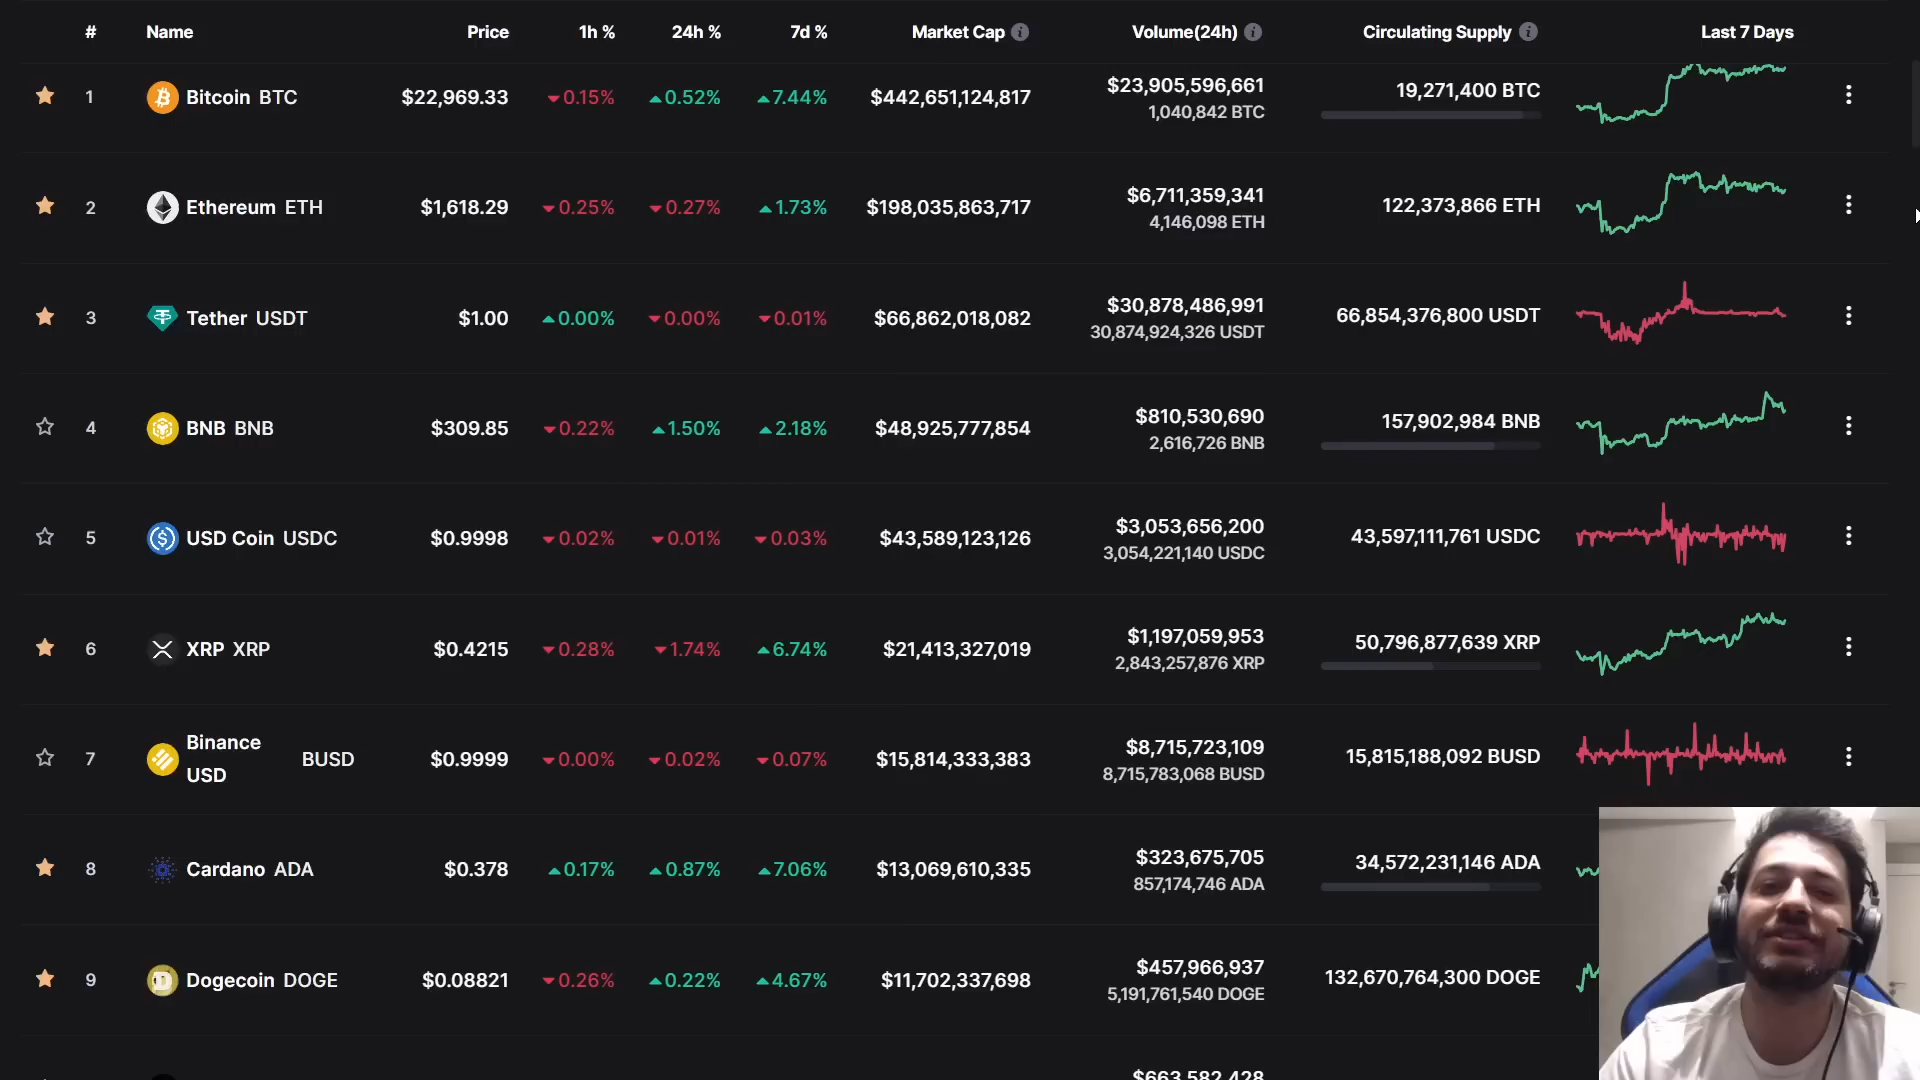 # Name Price 1h % 24h % 7d % Market Cap Volume(24h) Circulating Supply Last 7 Days
1 Bitcoin BTC $22,969.33 0.15% 0.52% 7.44% $442,651,124,817 $23,905,596,661 19,271,400 BTC
1,040,842 BTC
2 Ethereum ETH $1,618.29 0.25% 0.27% 1.73% $198,035,863,717 $6,711,359,341 122,373,866 ETH
4,146,098 ETH
3 Tether USDT $1.00 0.00% 0.00% 0.01% $66,862,018,082 $30,878,486,991 66,854,376,800 USDT
30,874,924,326 USDT
4 BNB BNB $309.85 0.22% 1.50% 2.18% $48,925,777,854 $810,530,690 157,902,984 BNB
2,616,726 BNB
5 USD Coin USDC $0.9998 0.02% 0.01% 0.03% $43,589,123,126 $3,053,656,200 43,597,111,761 USDC
3,054,221,140 USDC
6 XRP XRP $0.4215 0.28% 1.74% 6.74% $21,413,327,019 $1,197,059,953 50,796,877,639 XRP
2,843,257,876 XRP
7 Binance USD BUSD $0.9999 0.00% 0.02% 0.07% $15,814,333,383 $8,715,723,109 15,815,188,092 BUSD
8,715,783,068 BUSD
8 Cardano ADA $0.378 0.17% 0.87% 7.06% $13,069,610,335 $323,675,705 34,572,231,146 ADA
857,174,746 ADA
9 Dogecoin DOGE $0.08821 0.26% 0.22% 4.67% $11,702,337,698 $457,966,937 132,670,764,300 DOGE
5,191,761,540 DOGE
$663,582,428